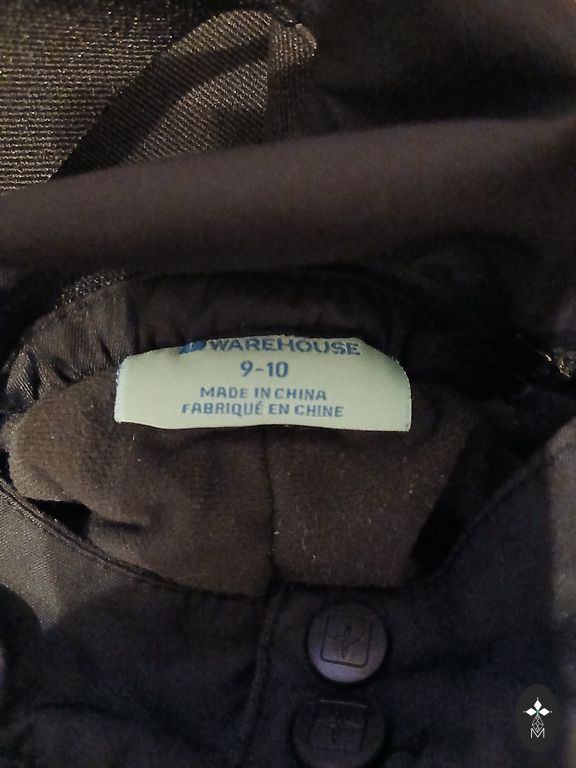 WAREHOUSE
9-10
MADE IN CHINA
FABRIQUÉ EN CHINE
M